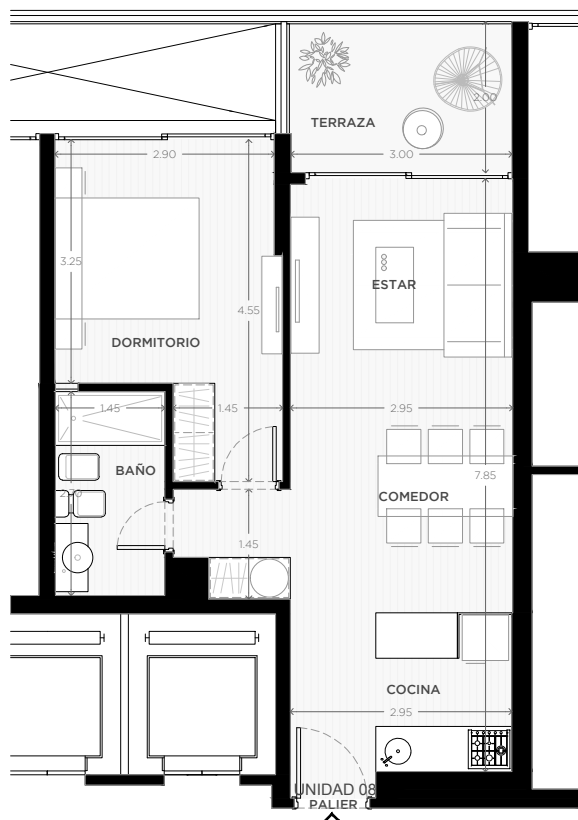 TERRAZA
2.00
2.90
3.00
3.25
4.55
ESTAR
DORMITORIO
1.45
1.45
2.95
BAÑO
7.85
COMEDOR
1.45
COCINA
2.95
UNIDAD 08
PALIER